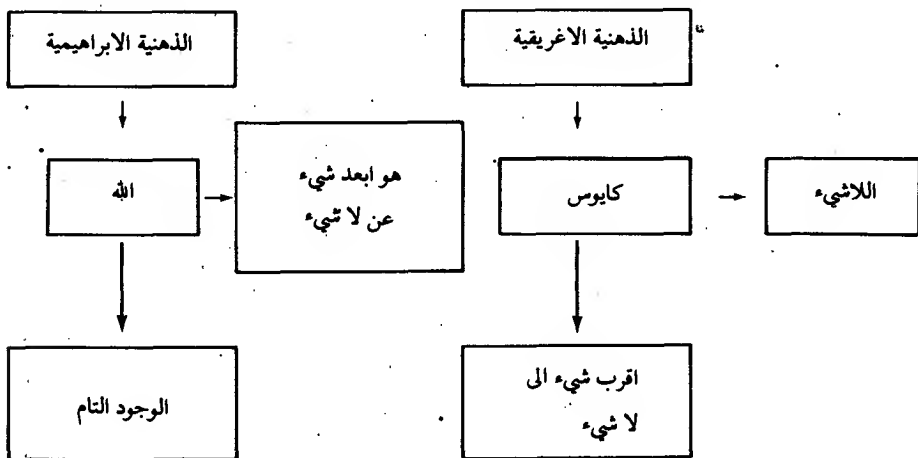 الذهنية الاغريقية
الذهنية الابراهيمية
اللاشيء
كايوس
هو ابعد شيء
عن لا شيء
الله
اقرب شيء الى
لا شيء
الوجود التام